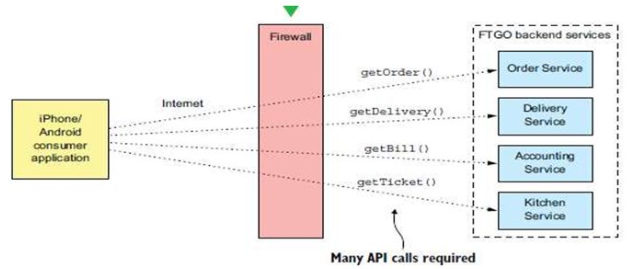 Firewall
FTGO backend services
Order Service
getOrder()
Internet
iPhone/
Android
consumer
application
getDelivery()
Delivery
Service
getBill()
Accounting
Service
getTicket()
Kitchen
Service
Many API calls required